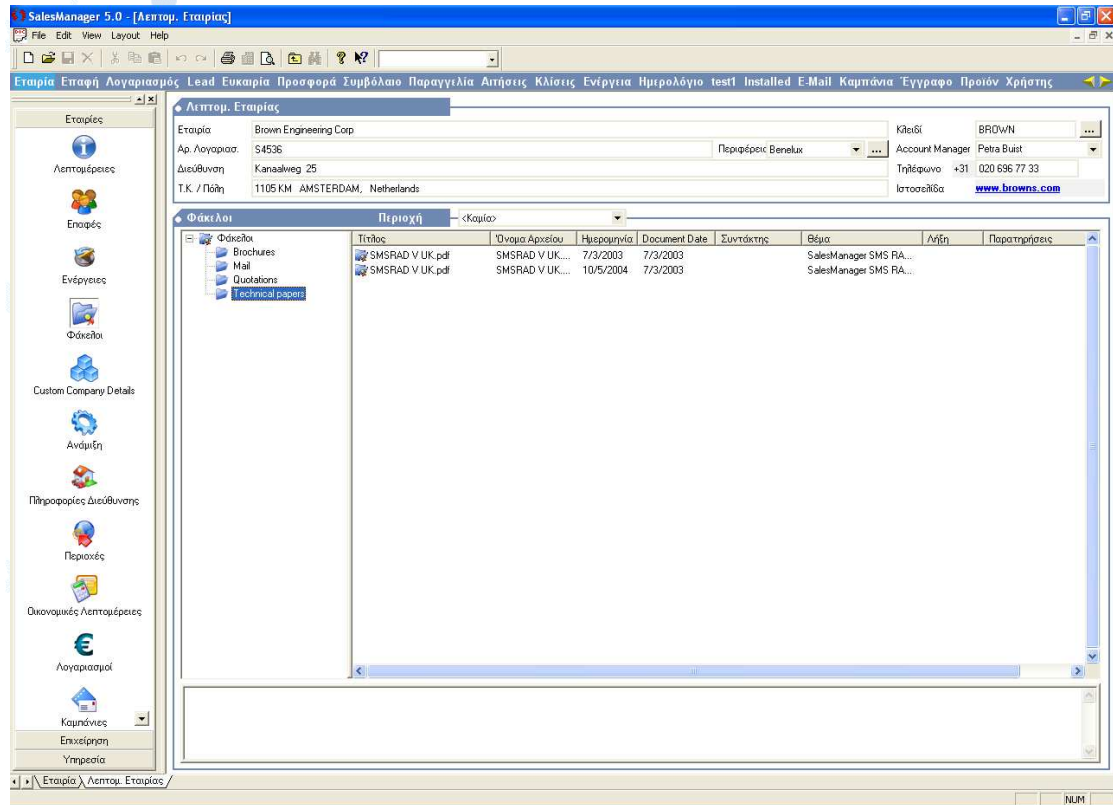 SalesManager 5.0 - [Λεπτομ. Εταιρίας]
File Edit View Layout Help
Εταιρία Επαφή Λογαριασμός Lead Ευκαιρία Προσφορά Συμβόλαιο Παραγγελία Αιτήσεις Κλίσεις Ενέργεια Ημερολόγιο test1 Installed E-Mail Καμπάνια Έγγραφο Προϊόν Χρήστης
Εταιρίες
Λεπτομέρειες
Επαφές
Ενέργειες
Φάκελοι
Custom Company Details
Ανάμιξη
Πληροφορίες Διεύθυνσης
Περιοχές
Οικονομικές Λεπτομέρειες
Λογαριασμοί
Καμπάνιες
Επιχείρηση
Υπηρεσία
Λεπτομ. Εταιρίας
Εταιρία Brown Engineering Corp Κλειδί BROWN ...
Αρ. Λογαριασ. S4536 Περιφέρεις Benelux ... Account Manager Petra Buist
Διεύθυνση Kanaalweg 25 Τηλέφωνο +31 020 696 77 33
Τ.Κ. / Πόλη 1105 KM AMSTERDAM, Netherlands Ιστοσελίδα www.browns.com
Φάκελοι Περιοχή <Καμία>
Φάκελοι
Brochures
Mail
Quotations
Technical papers
Τίτλος Όνομα Αρχείου Ημερομηνία Document Date Συντάκτης Θέμα Λήξη Παρατηρήσεις
SMSRAD V UK.pdf SMSRAD V UK.... 7/3/2003 7/3/2003 SalesManager SMS RA...
SMSRAD V UK.pdf SMSRAD V UK.... 10/5/2004 7/3/2003 SalesManager SMS RA...
Εταιρία Λεπτομ. Εταιρίας
NUM